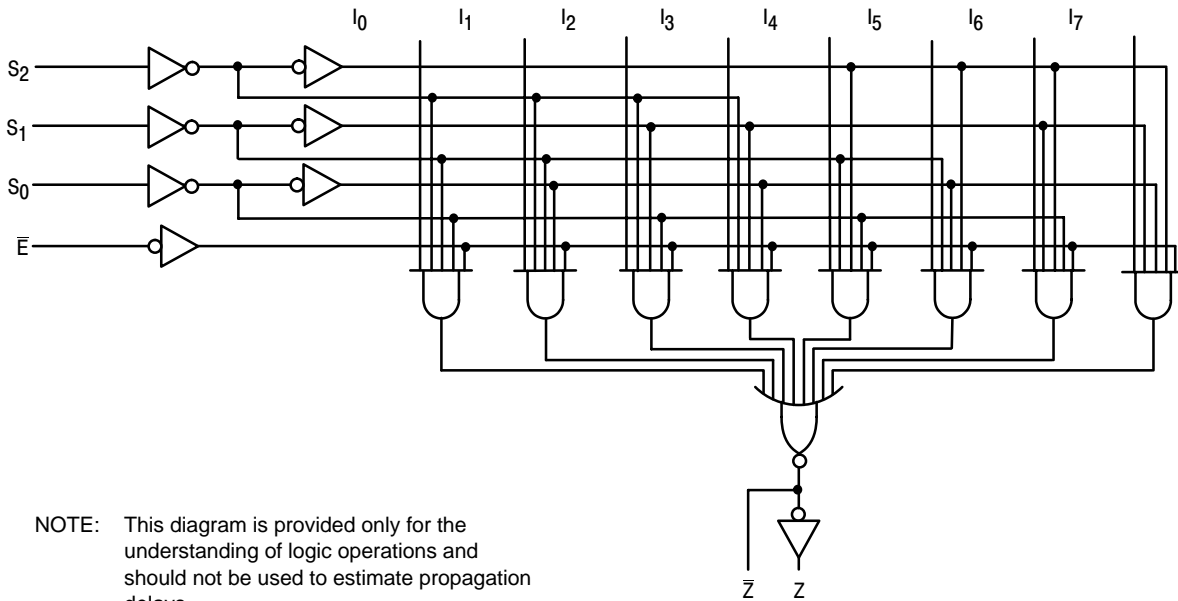 I0 I1 I2 I3 I4 I5 I6 I7
S2
S1
S0
E̅
NOTE: This diagram is provided only for the
understanding of logic operations and
should not be used to estimate propagation
Z̅ Z